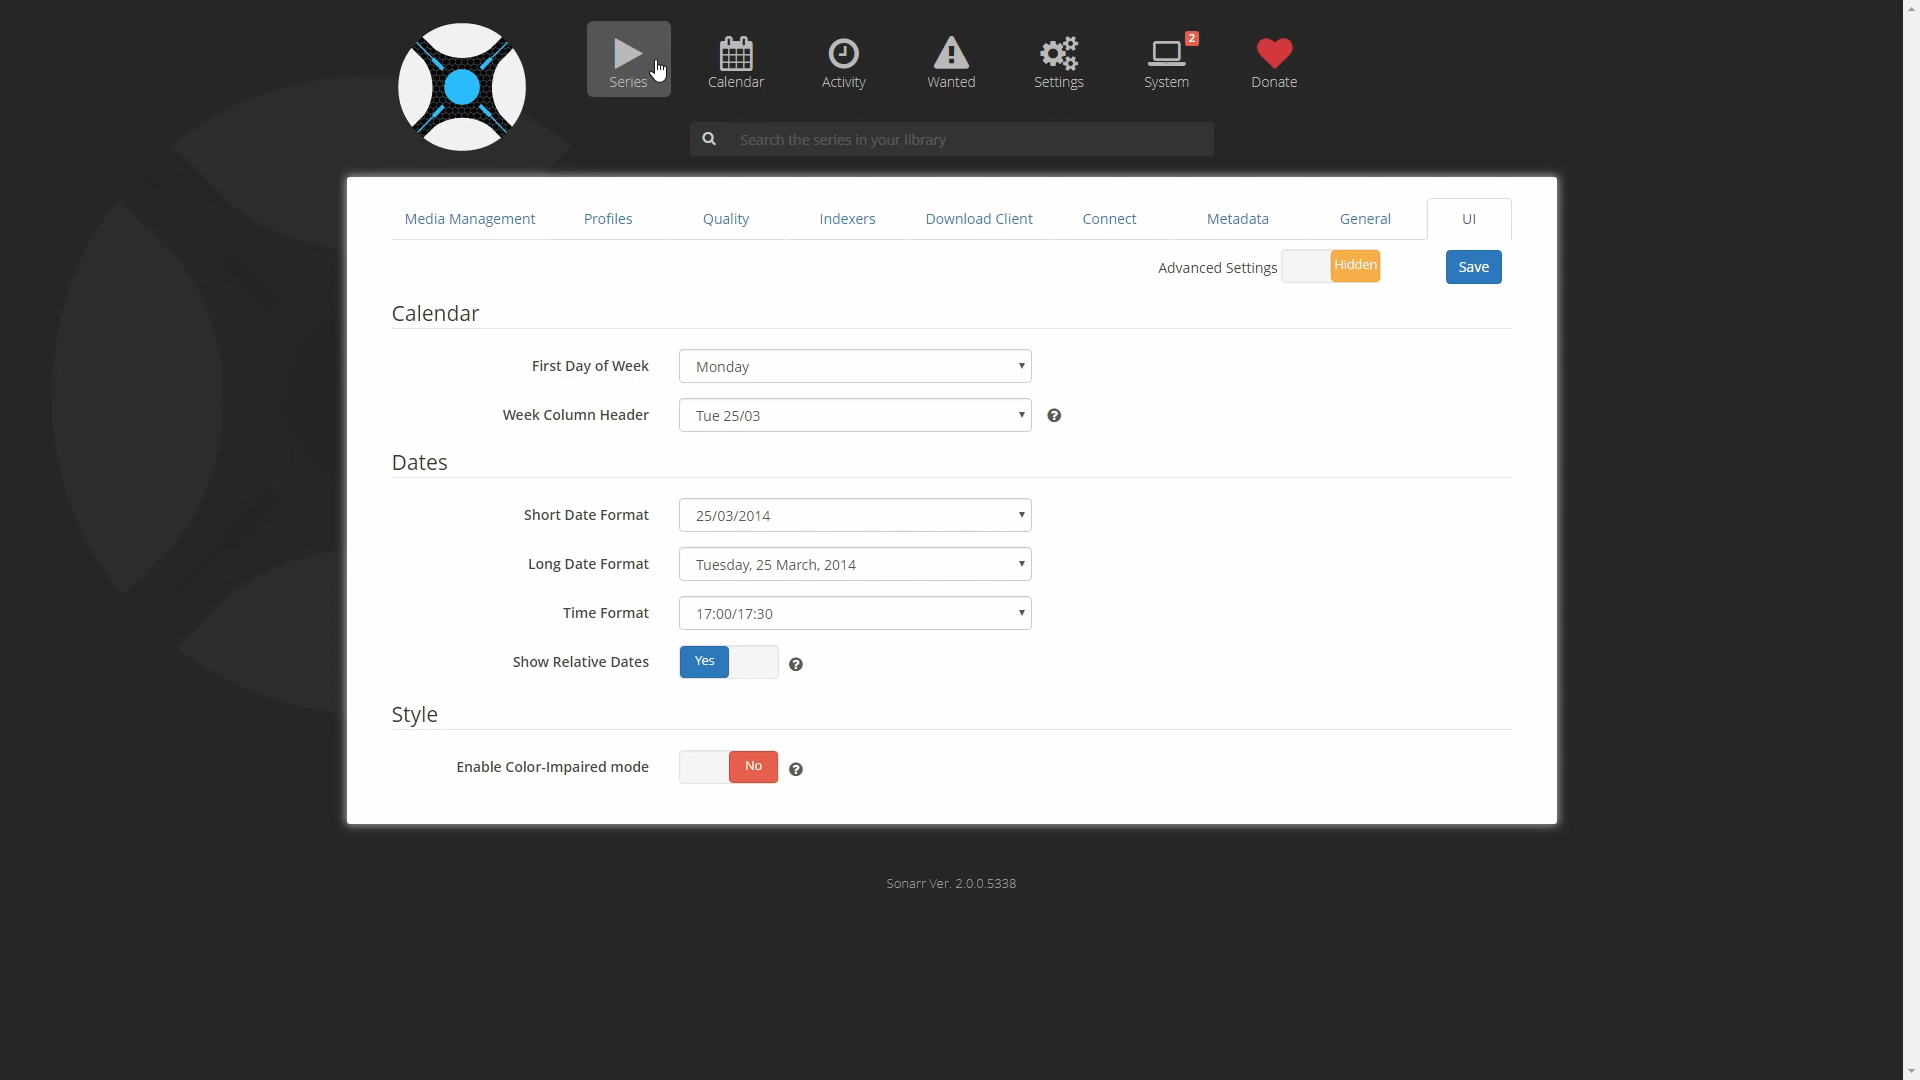 2
Series Calendar Activity Wanted Settings System Donate
Search the series in your library
Media Management Profiles Quality Indexers Download Client Connect Metadata General UI
Advanced Settings Hidden Save
Calendar
First Day of Week Monday
Week Column Header Tue 25/03
Dates
Short Date Format 25/03/2014
Long Date Format Tuesday, 25 March, 2014
Time Format 17:00/17:30
Show Relative Dates Yes
Style
Enable Color-Impaired mode No
Sonarr Ver. 2.0.0.5338